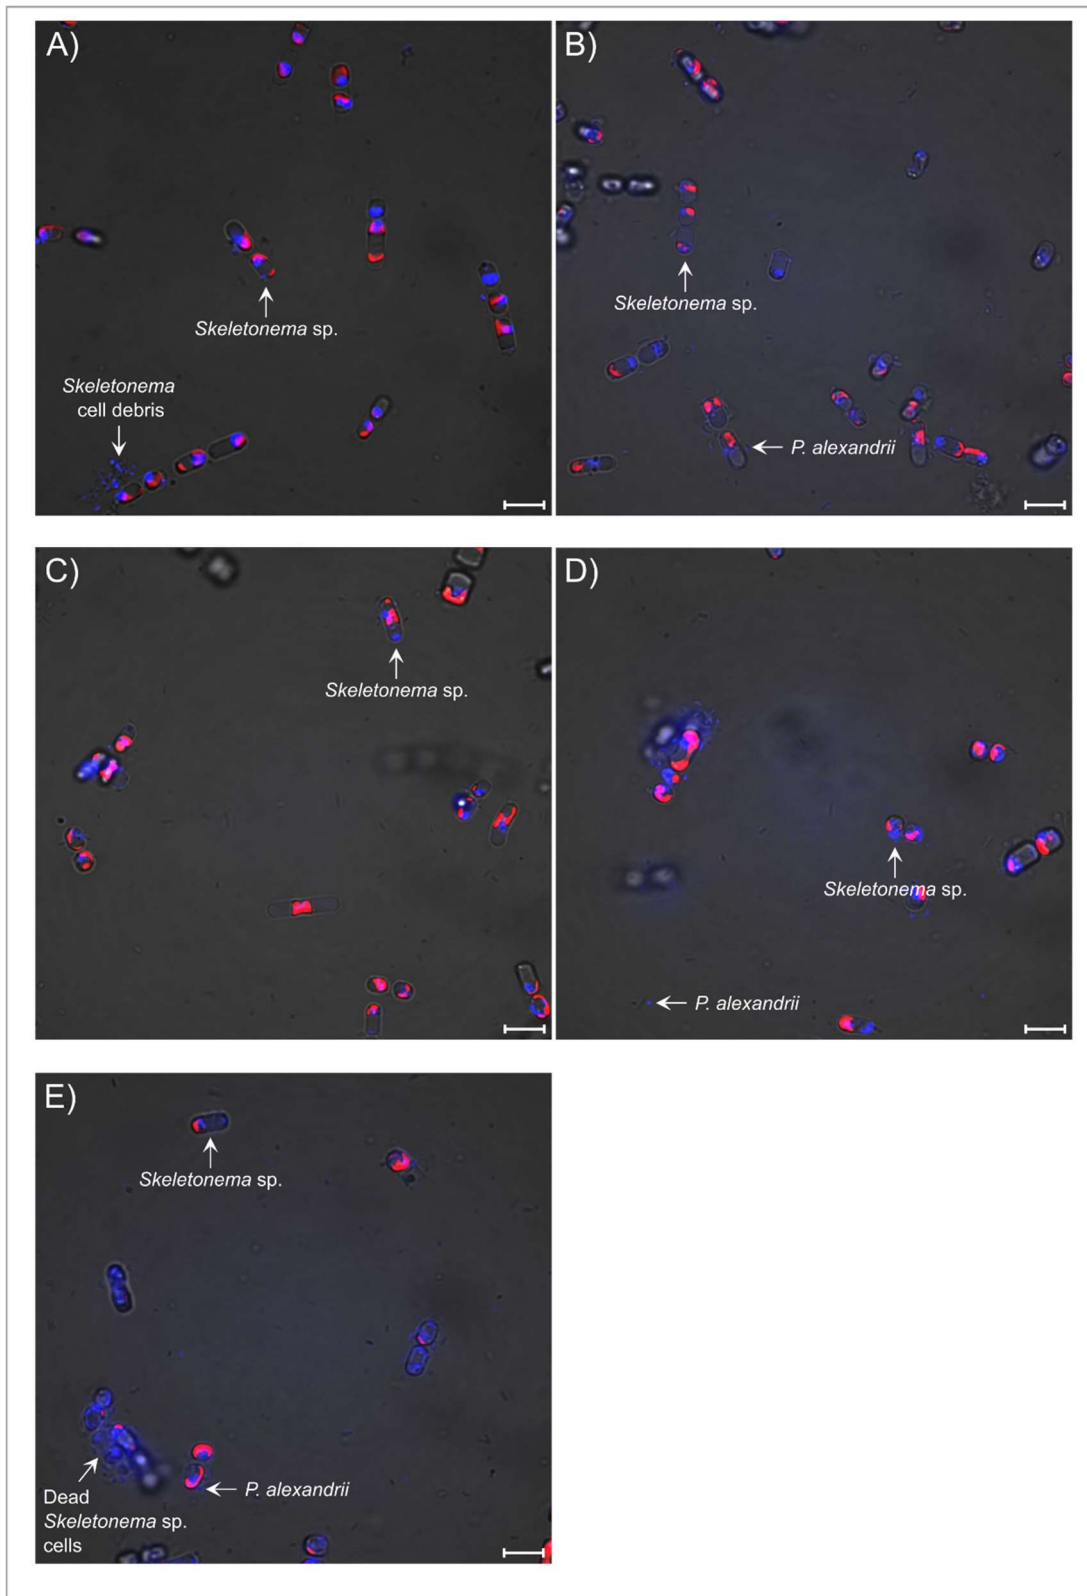 A)
Skeletonema sp.
Skeletonema
cell debris
B)
Skeletonema sp.
P. alexandrii
C)
Skeletonema sp.
D)
Skeletonema sp.
P. alexandrii
E)
Skeletonema sp.
P. alexandrii
Dead
Skeletonema sp.
cells